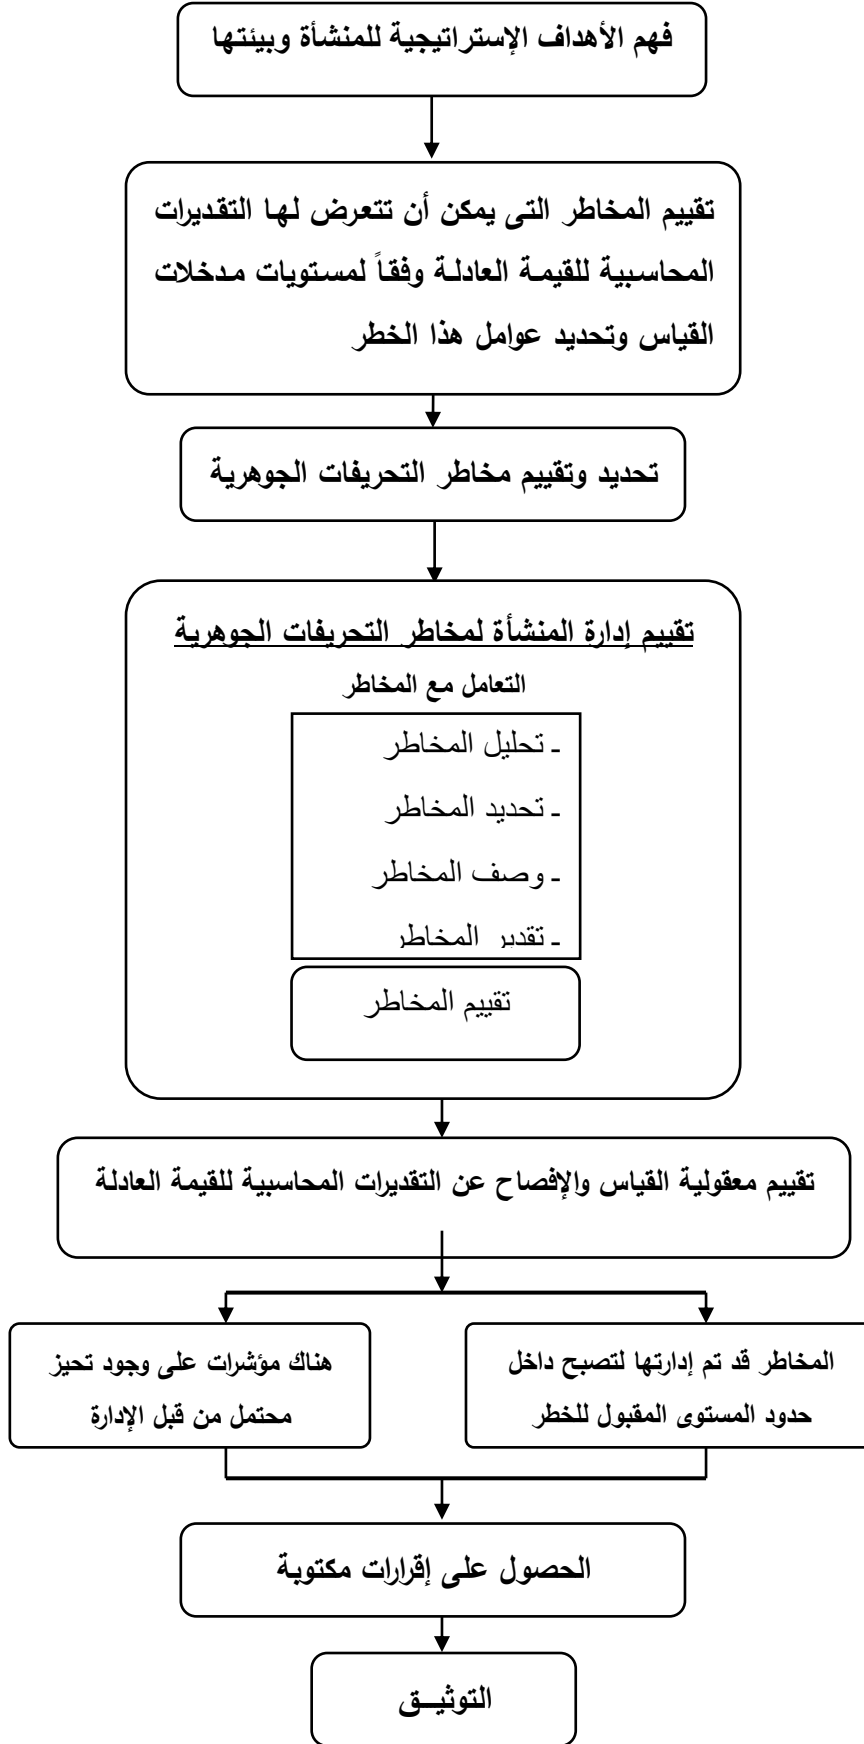 فهم الأهداف الإستراتيجية للمنشأة وبيئتها
تقييم المخاطر التى يمكن أن تتعرض لها التقديرات
المحاسبية للقيمة العادلة وفقاً لمستويات مدخلات
القياس وتحديد عوامل هذا الخطر
تحديد وتقييم مخاطر التحريفات الجوهرية
تقييم إدارة المنشأة لمخاطر التحريفات الجوهرية
التعامل مع المخاطر
ـ تحليل المخاطر
ـ تحديد المخاطر
ـ وصف المخاطر
ـ تقدير المخاطر
تقييم المخاطر
تقييم معقولية القياس والإفصاح عن التقديرات المحاسبية للقيمة العادلة
المخاطر قد تم إدارتها لتصبح داخل
حدود المستوى المقبول للخطر
هناك مؤشرات على وجود تحيز
محتمل من قبل الإدارة
الحصول على إقرارات مكتوبة
التوثيــق